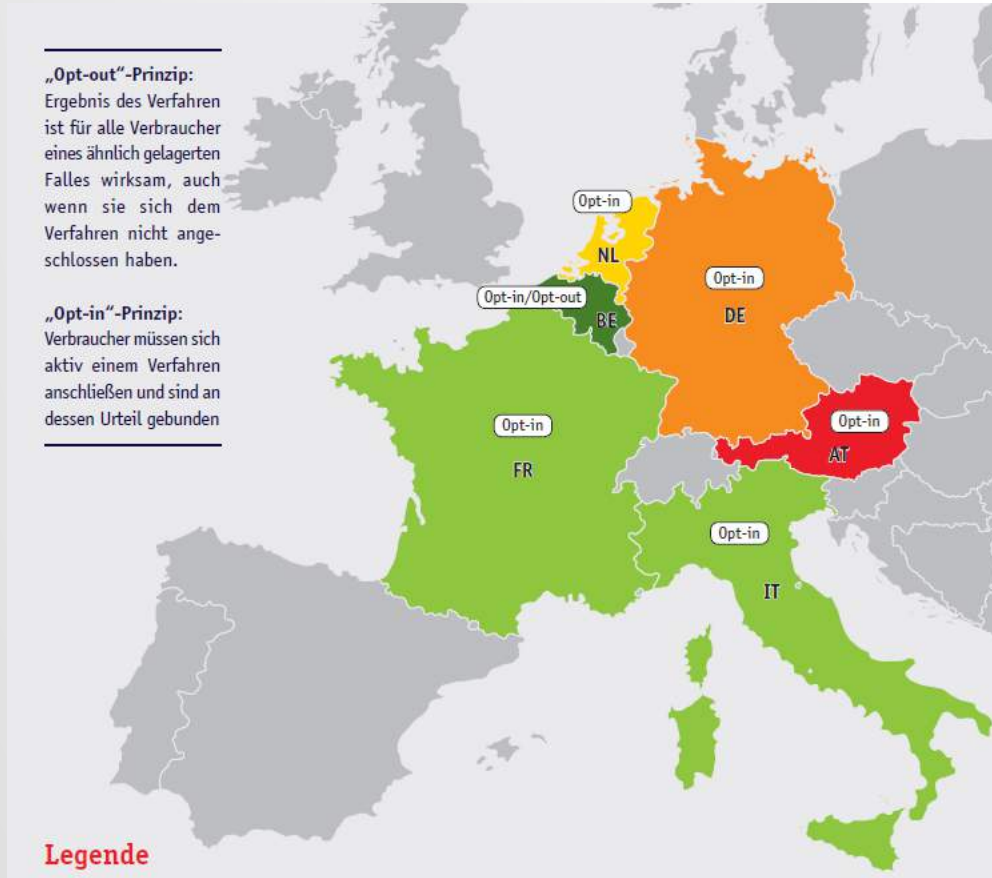 „Opt-out“-Prinzip:
Ergebnis des Verfahren
ist für alle Verbraucher
eines ähnlich gelagerten
Falles wirksam, auch
wenn sie sich dem
Verfahren nicht ange-
schlossen haben.
„Opt-in“-Prinzip:
Verbraucher müssen sich
aktiv einem Verfahren
anschließen und sind an
dessen Urteil gebunden
Opt-in
NL
Opt-in
DE
Opt-in/Opt-out
BE
Opt-in
AT
Opt-in
FR
Opt-in
IT
Legende